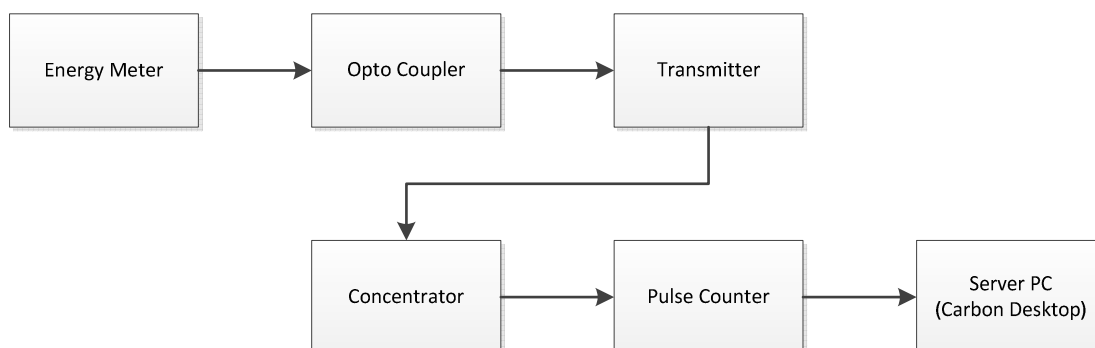 Energy Meter
Opto Coupler
Transmitter
Concentrator
Pulse Counter
Server PC
(Carbon Desktop)